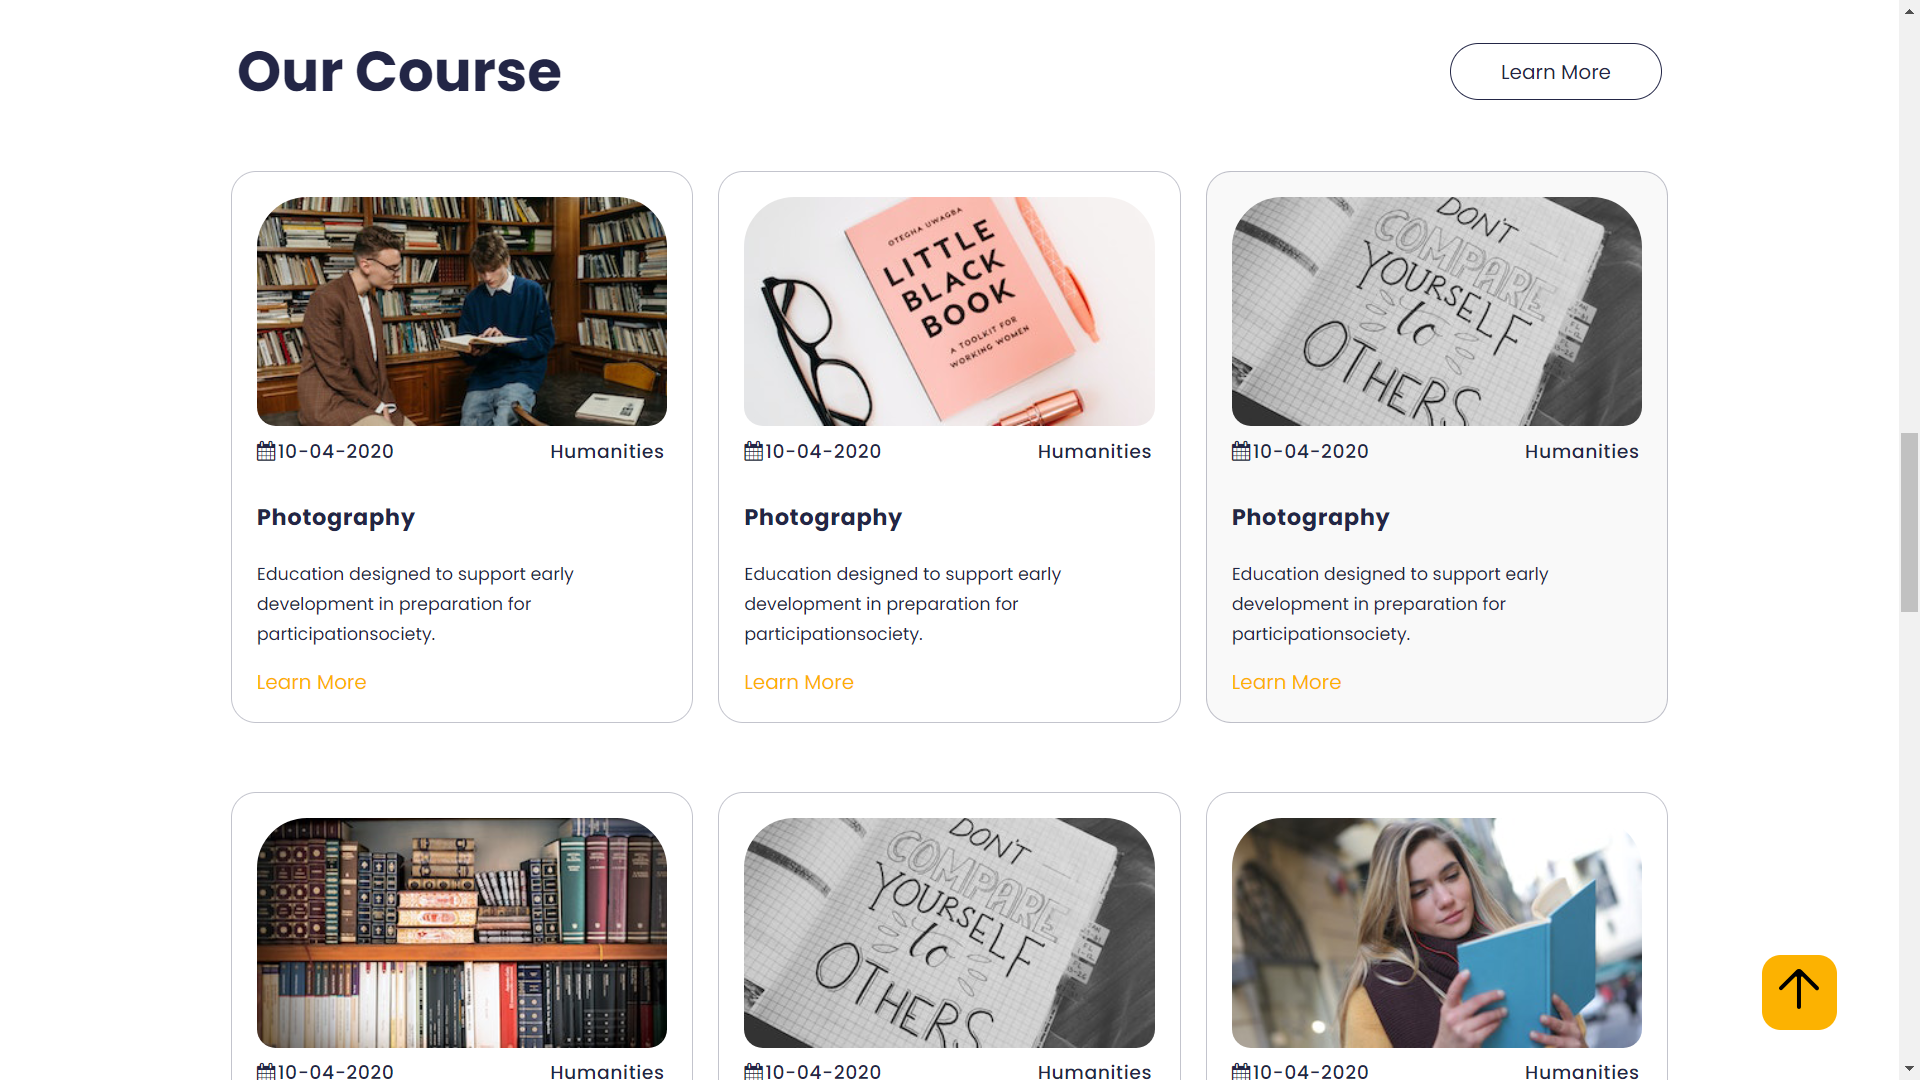 Our Course
Learn More
OTEGHA UWAGBA
LITTLE
BLACK
BOOK
A TOOLKIT FOR
WORKING WOMEN
DON'T
COMPARE
YOURSELF
to
OTHERS
10-04-2020 Humanities
10-04-2020 Humanities
10-04-2020 Humanities
Photography
Photography
Photography
Education designed to support early
development in preparation for
participationsociety.
Education designed to support early
development in preparation for
participationsociety.
Education designed to support early
development in preparation for
participationsociety.
Learn More
Learn More
Learn More
DON'T
COMPARE
YOURSELF
to
OTHERS
10-04-2020 Humanities
10-04-2020 Humanities
10-04-2020 Humanities